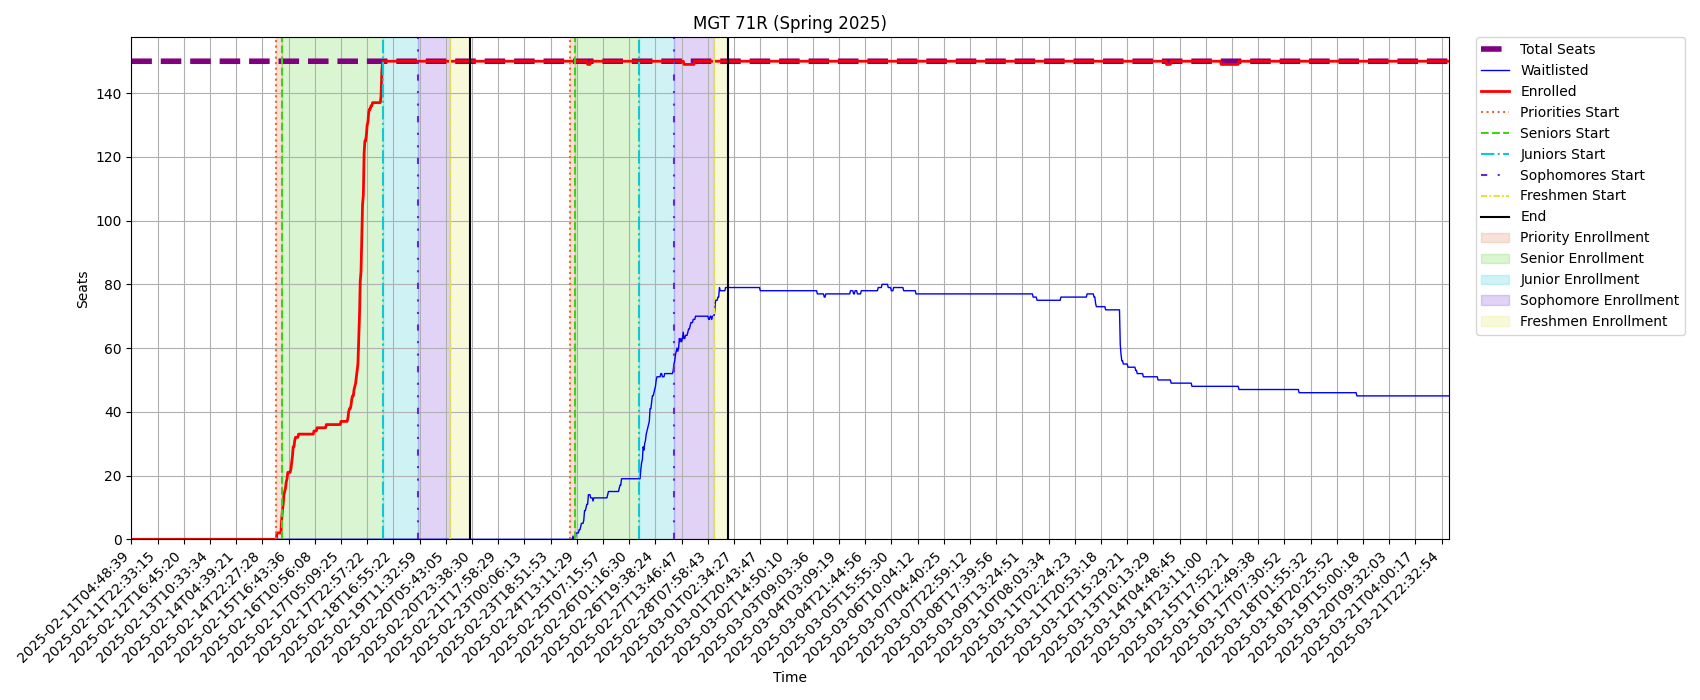 MGT 71R (Spring 2025)
Seats
140
120
100
80
60
40
20
0
2025-02-11T04:48:39
2025-02-11T22:33:15
2025-02-12T16:45:20
2025-02-13T10:33:34
2025-02-14T04:39:21
2025-02-14T22:27:28
2025-02-15T16:43:36
2025-02-16T10:56:08
2025-02-17T05:09:25
2025-02-17T22:57:22
2025-02-18T16:55:22
2025-02-19T11:32:59
2025-02-20T05:43:05
2025-02-20T23:38:30
2025-02-21T17:58:29
2025-02-23T00:06:13
2025-02-23T18:51:53
2025-02-24T13:11:29
2025-02-25T07:15:57
2025-02-26T01:16:30
2025-02-26T19:38:24
2025-02-27T13:46:47
2025-02-28T07:58:43
2025-03-01T02:34:27
2025-03-01T20:43:47
2025-03-02T14:50:10
2025-03-03T09:03:36
2025-03-04T03:09:19
2025-03-04T21:44:56
2025-03-05T15:55:30
2025-03-06T10:04:12
2025-03-07T04:40:25
2025-03-07T22:59:12
2025-03-08T17:39:56
2025-03-09T13:24:51
2025-03-10T08:03:34
2025-03-11T02:24:23
2025-03-11T20:53:18
2025-03-12T15:29:21
2025-03-13T10:13:29
2025-03-14T04:48:45
2025-03-14T23:11:00
2025-03-15T17:52:21
2025-03-16T12:49:38
2025-03-17T07:30:52
2025-03-18T01:55:32
2025-03-18T20:25:52
2025-03-19T15:00:18
2025-03-20T09:32:03
2025-03-21T04:00:17
2025-03-21T22:32:54
Time
Total Seats
Waitlisted
Enrolled
Priorities Start
Seniors Start
Juniors Start
Sophomores Start
Freshmen Start
End
Priority Enrollment
Senior Enrollment
Junior Enrollment
Sophomore Enrollment
Freshmen Enrollment